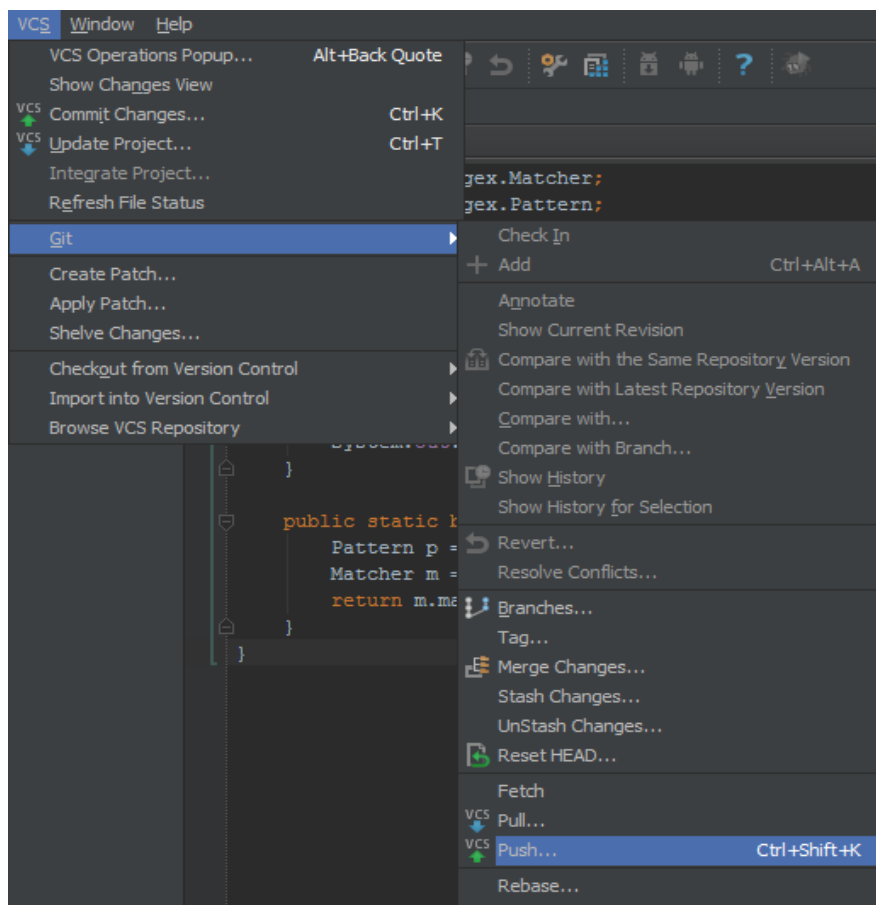 VCS Window Help
VCS Operations Popup... Alt+Back Quote
Show Changes View
VCS Commit Changes... Ctrl+K
VCS Update Project... Ctrl+T
Integrate Project...
Refresh File Status
Git
Create Patch...
Apply Patch...
Shelve Changes...
Checkout from Version Control
Import into Version Control
Browse VCS Repository
?
gex.Matcher;
gex.Pattern;
Check In
Add Ctrl+Alt+A
Annotate
Show Current Revision
Compare with the Same Repository Version
Compare with Latest Repository Version
Compare with...
Compare with Branch...
Show History
Show History for Selection
Revert...
Resolve Conflicts...
Branches...
Tag...
Merge Changes...
Stash Changes...
UnStash Changes...
Reset HEAD...
Fetch
VCS Pull...
VCS Push... Ctrl+Shift+K
Rebase...
}
public static b
Pattern p =
Matcher m =
return m.ma
}
}